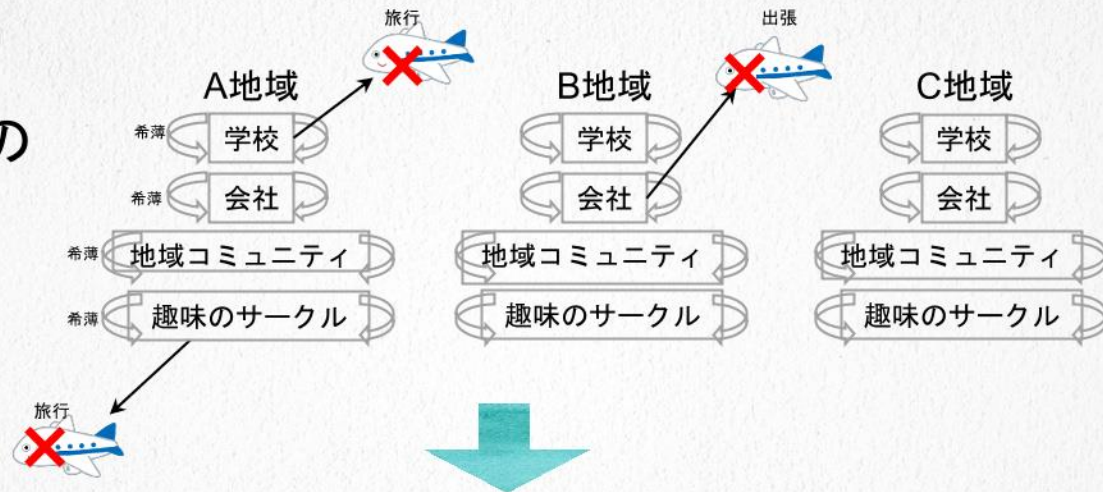 旅行
出張
A地域
B地域
C地域
の
希薄
学校
学校
学校
希薄
会社
会社
会社
希薄
地域コミュニティ
地域コミュニティ
地域コミュニティ
希薄
趣味のサークル
趣味のサークル
趣味のサークル
旅行